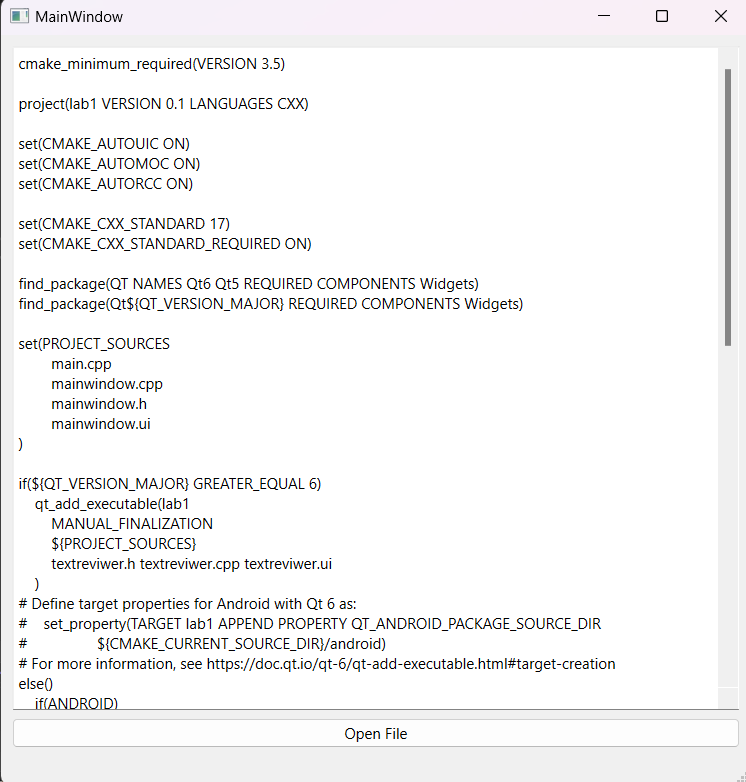 MainWindow
cmake_minimum_required(VERSION 3.5)
project(lab1 VERSION 0.1 LANGUAGES CXX)
set(CMAKE_AUTOUIC ON)
set(CMAKE_AUTOMOC ON)
set(CMAKE_AUTORCC ON)
set(CMAKE_CXX_STANDARD 17)
set(CMAKE_CXX_STANDARD_REQUIRED ON)
find_package(QT NAMES Qt6 Qt5 REQUIRED COMPONENTS Widgets)
find_package(Qt${QT_VERSION_MAJOR} REQUIRED COMPONENTS Widgets)
set(PROJECT_SOURCES
        main.cpp
        mainwindow.cpp
        mainwindow.h
        mainwindow.ui
)
if(${QT_VERSION_MAJOR} GREATER_EQUAL 6)
    qt_add_executable(lab1
        MANUAL_FINALIZATION
        ${PROJECT_SOURCES}
        textreviwer.h textreviwer.cpp textreviwer.ui
    )
# Define target properties for Android with Qt 6 as:
#    set_property(TARGET lab1 APPEND PROPERTY QT_ANDROID_PACKAGE_SOURCE_DIR
#                 ${CMAKE_CURRENT_SOURCE_DIR}/android)
# For more information, see https://doc.qt.io/qt-6/qt-add-executable.html#target-creation
else()
    if(ANDROID)
Open File